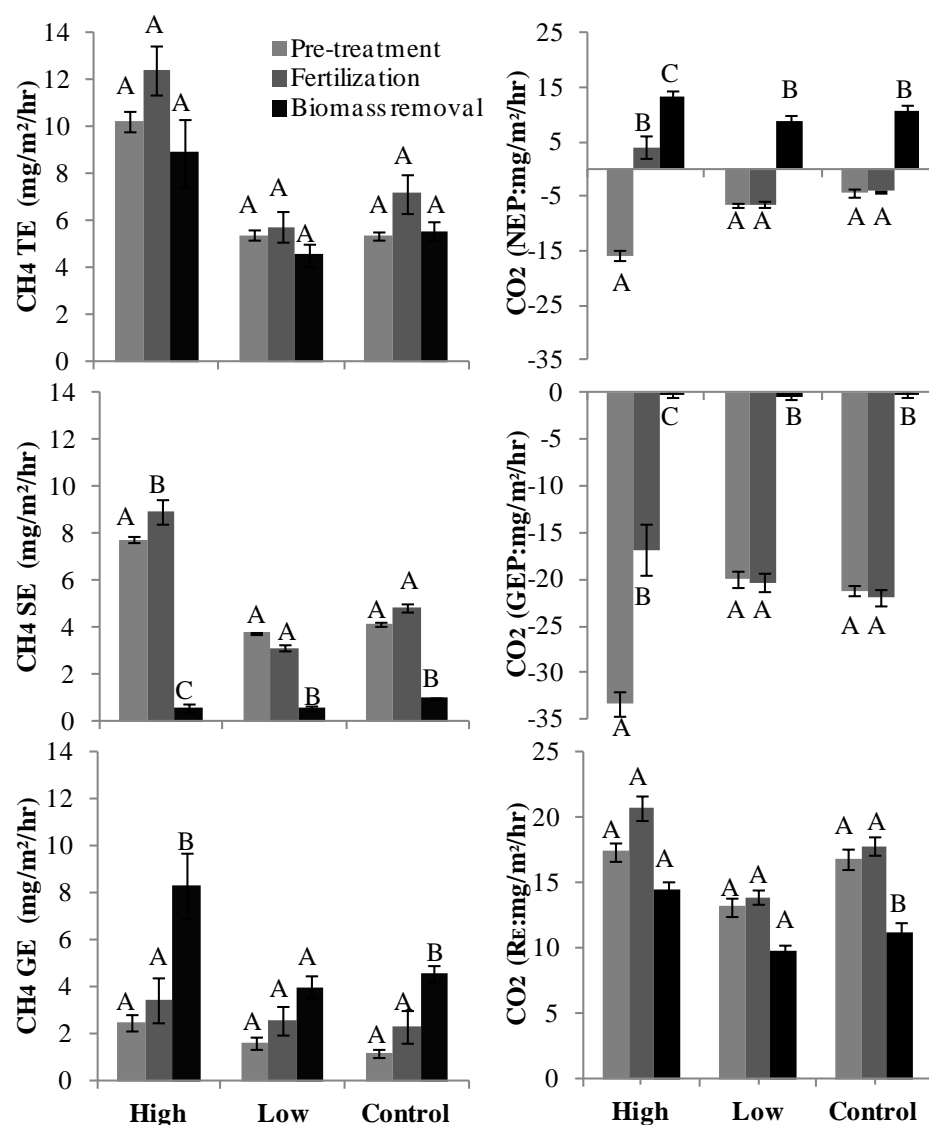 CH4 TE (mg/m²/hr)
14
12
10
8
6
4
2
0
Pre-treatment
Fertilization
Biomass removal
A
A
A
A
A
A
A
A
A
CO2 (NEP:mg/m²/hr)
25
15
5
-5
-15
-25
-35
A
B
C
A
A
B
A
A
B
CH4 SE (mg/m²/hr)
14
12
10
8
6
4
2
0
A
B
C
A
A
B
A
A
B
CO2 (GEP:mg/m²/hr)
0
-5
-10
-15
-20
-25
-30
-35
A
B
C
A
A
B
A
A
B
CH4 GE (mg/m²/hr)
14
12
10
8
6
4
2
0
A
A
B
A
A
A
A
A
B
High
Low
Control
CO2 (RE:mg/m²/hr)
25
20
15
10
5
0
A
A
A
A
A
A
A
A
B
High
Low
Control